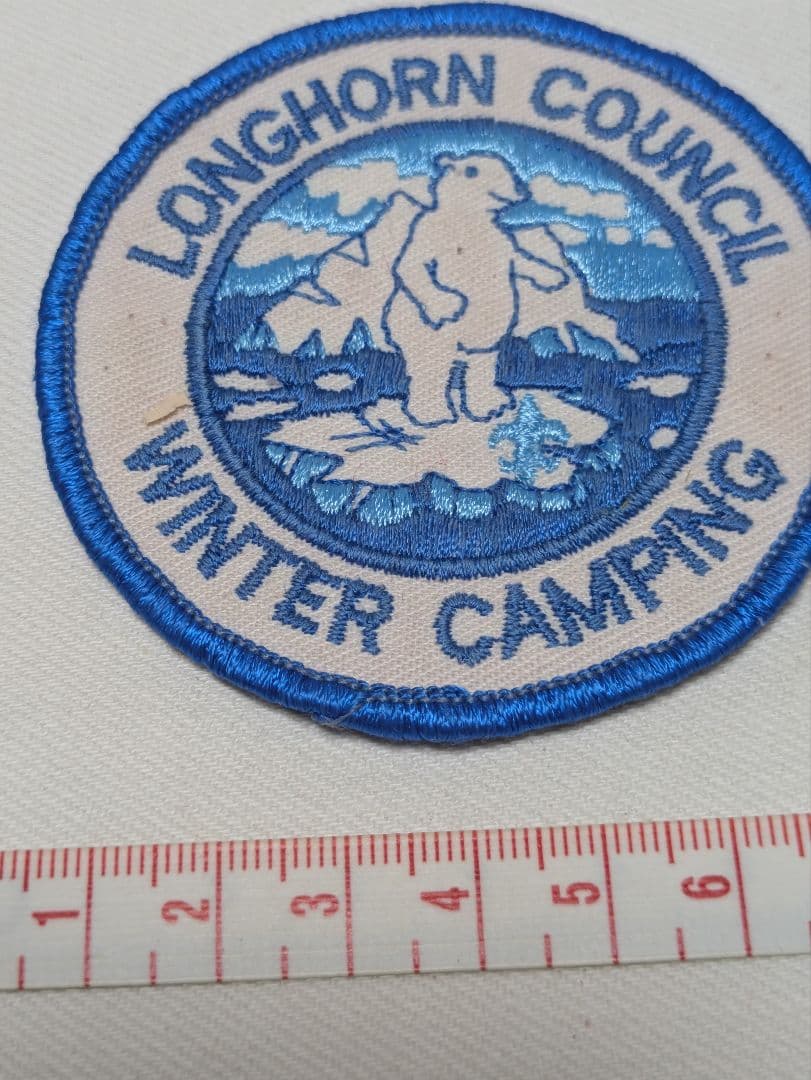 LONGHORN COUNCIL
WINTER CAMPING
1 2 3 4 5 6